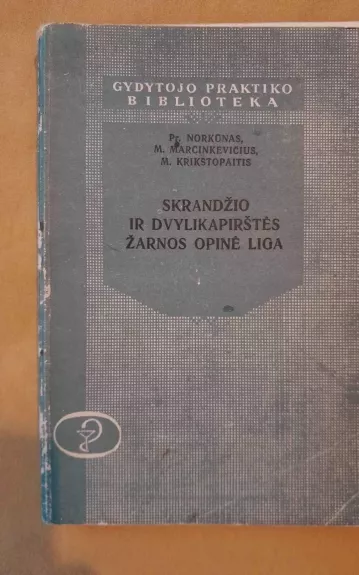 GYDYTOJO PRAKTIKO
BIBLIOTEKA
Pr. NORKŪNAS,
M. MARCINKEVIČIUS,
M. KRIKŠTOPAITIS
SKRANDŽIO
IR DVYLIKAPIRŠTĖS
ŽARNOS OPINĖ LIGA